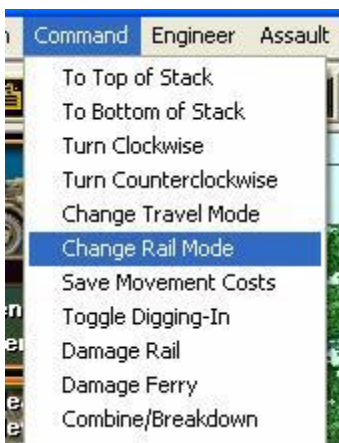 Command Engineer Assault
To Top of Stack
To Bottom of Stack
Turn Clockwise
Turn Counterclockwise
Change Travel Mode
Change Rail Mode
Save Movement Costs
Toggle Digging-In
Damage Rail
Damage Ferry
Combine/Breakdown